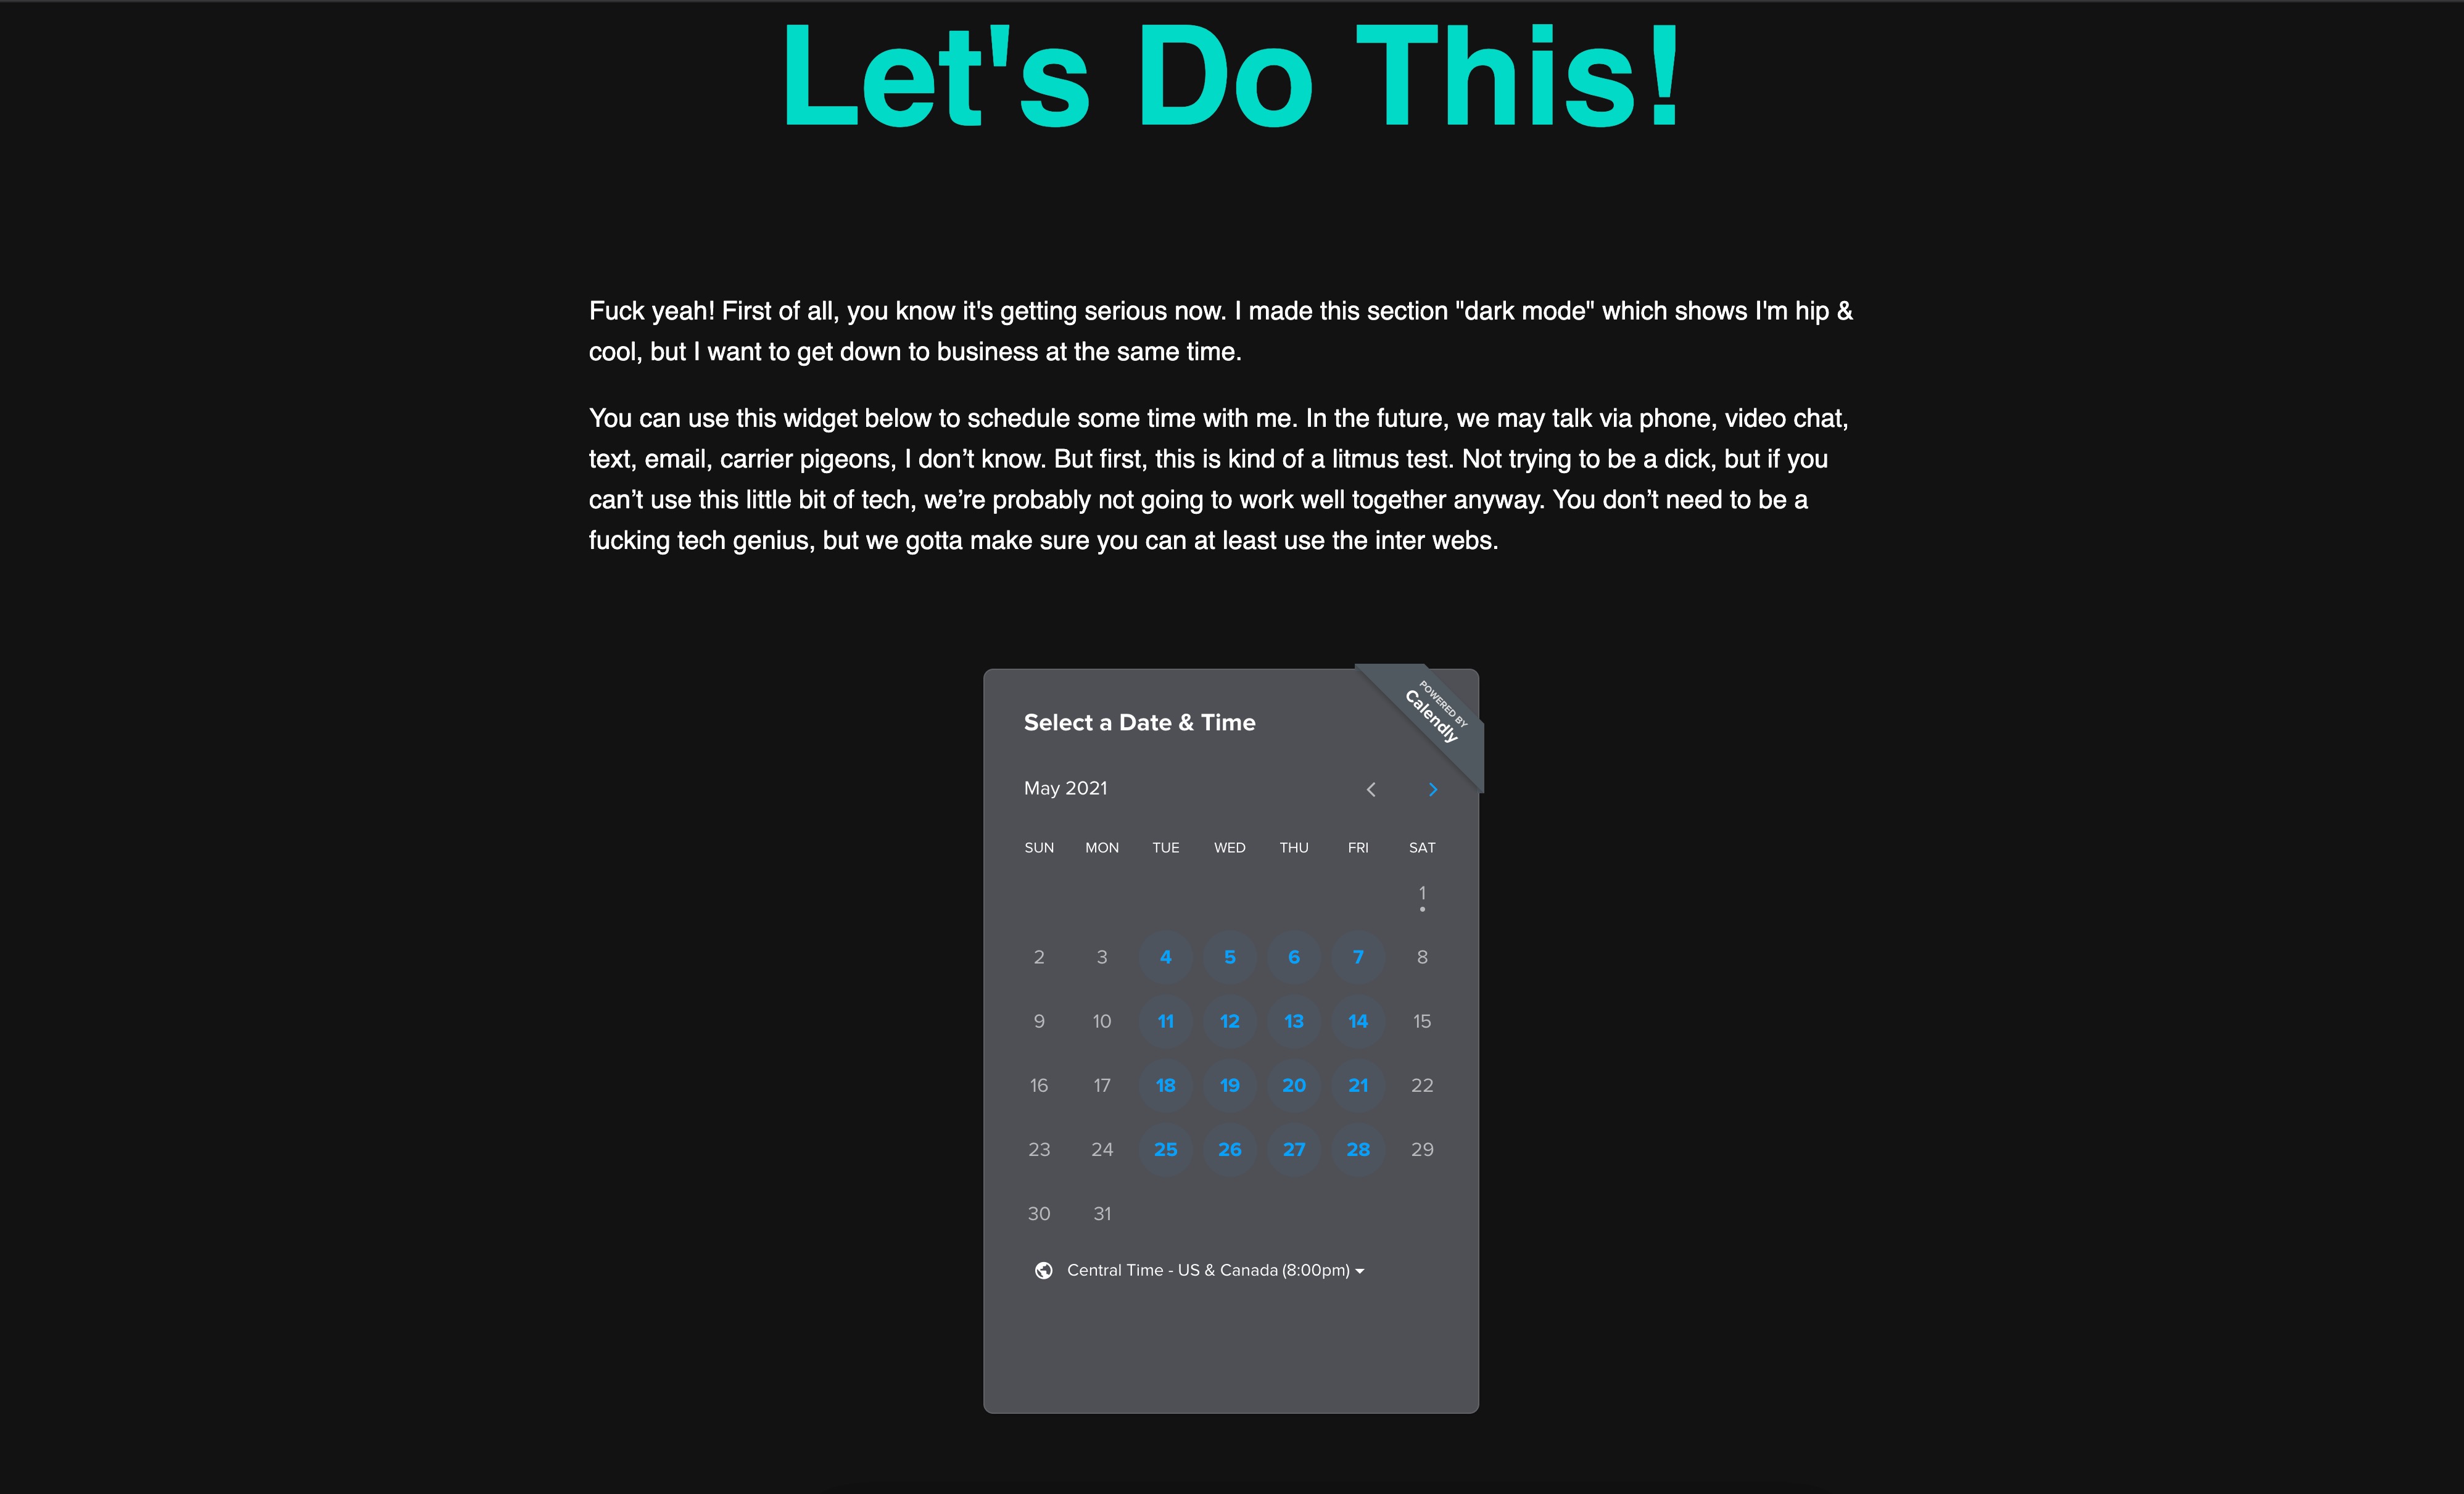 Let's Do This!
Fuck yeah! First of all, you know it's getting serious now. I made this section "dark mode" which shows I'm hip &
cool, but I want to get down to business at the same time.
You can use this widget below to schedule some time with me. In the future, we may talk via phone, video chat,
text, email, carrier pigeons, I don’t know. But first, this is kind of a litmus test. Not trying to be a dick, but if you
can’t use this little bit of tech, we’re probably not going to work well together anyway. You don’t need to be a
fucking tech genius, but we gotta make sure you can at least use the inter webs.
POWERED BY
Calendly
Select a Date & Time
May 2021
SUN MON TUE WED THU FRI SAT
1
2 3 4 5 6 7 8
9 10 11 12 13 14 15
16 17 18 19 20 21 22
23 24 25 26 27 28 29
30 31
Central Time - US & Canada (8:00pm)